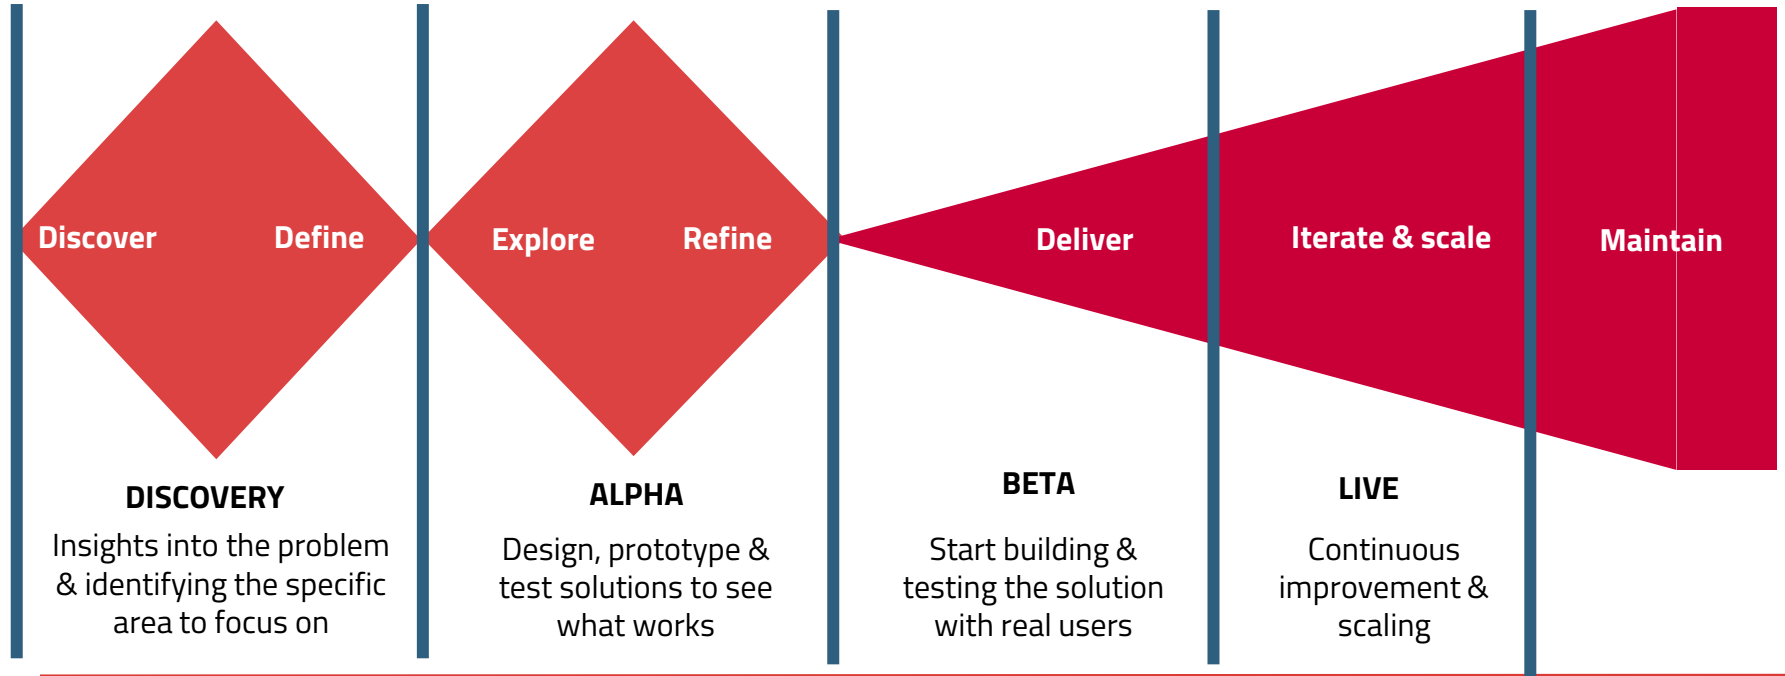 Discover
Define
Explore
Refine
Deliver
Iterate & scale
Maintain
DISCOVERY
Insights into the problem
& identifying the specific
area to focus on
ALPHA
Design, prototype &
test solutions to see
what works
BETA
Start building &
testing the solution
with real users
LIVE
Continuous
improvement &
scaling